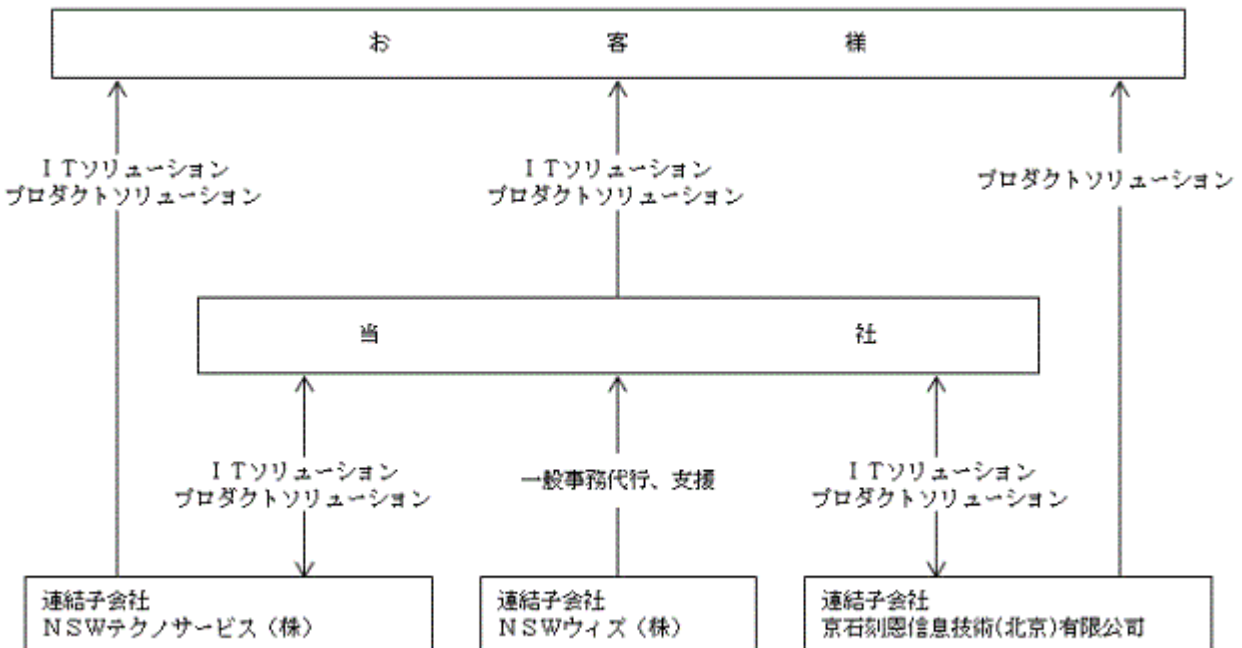 お客様
ＩＴソリューション
プロダクトソリューション
ＩＴソリューション
プロダクトソリューション
プロダクトソリューション
当社
ＩＴソリューション
プロダクトソリューション
一般事務代行、支援
ＩＴソリューション
プロダクトソリューション
連結子会社
ＮＳＷテクノサービス（株）
連結子会社
ＮＳＷウィズ（株）
連結子会社
京石刻恩信息技術(北京)有限公司